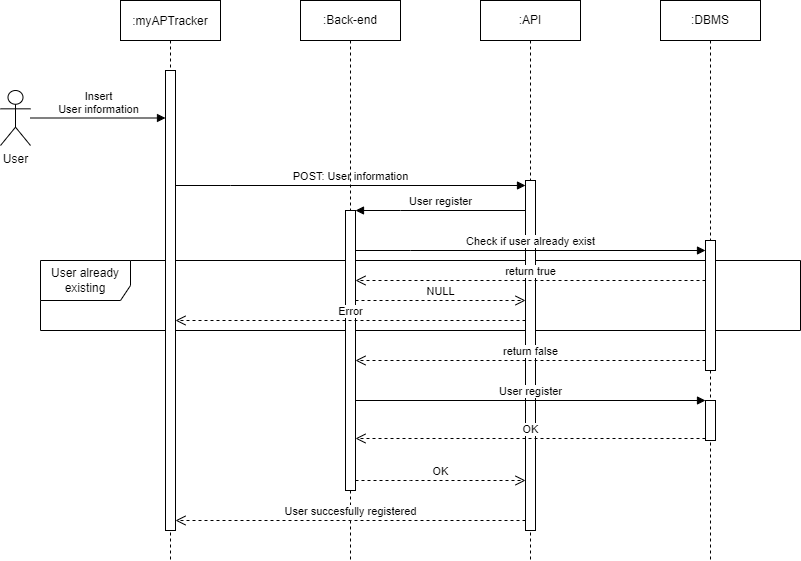 :myAPTracker
:Back-end
:API
:DBMS
Insert
User information
User
POST: User information
User register
Check if user already exist
User already
existing
return true
NULL
Error
return false
User register
OK
OK
User succesfully registered